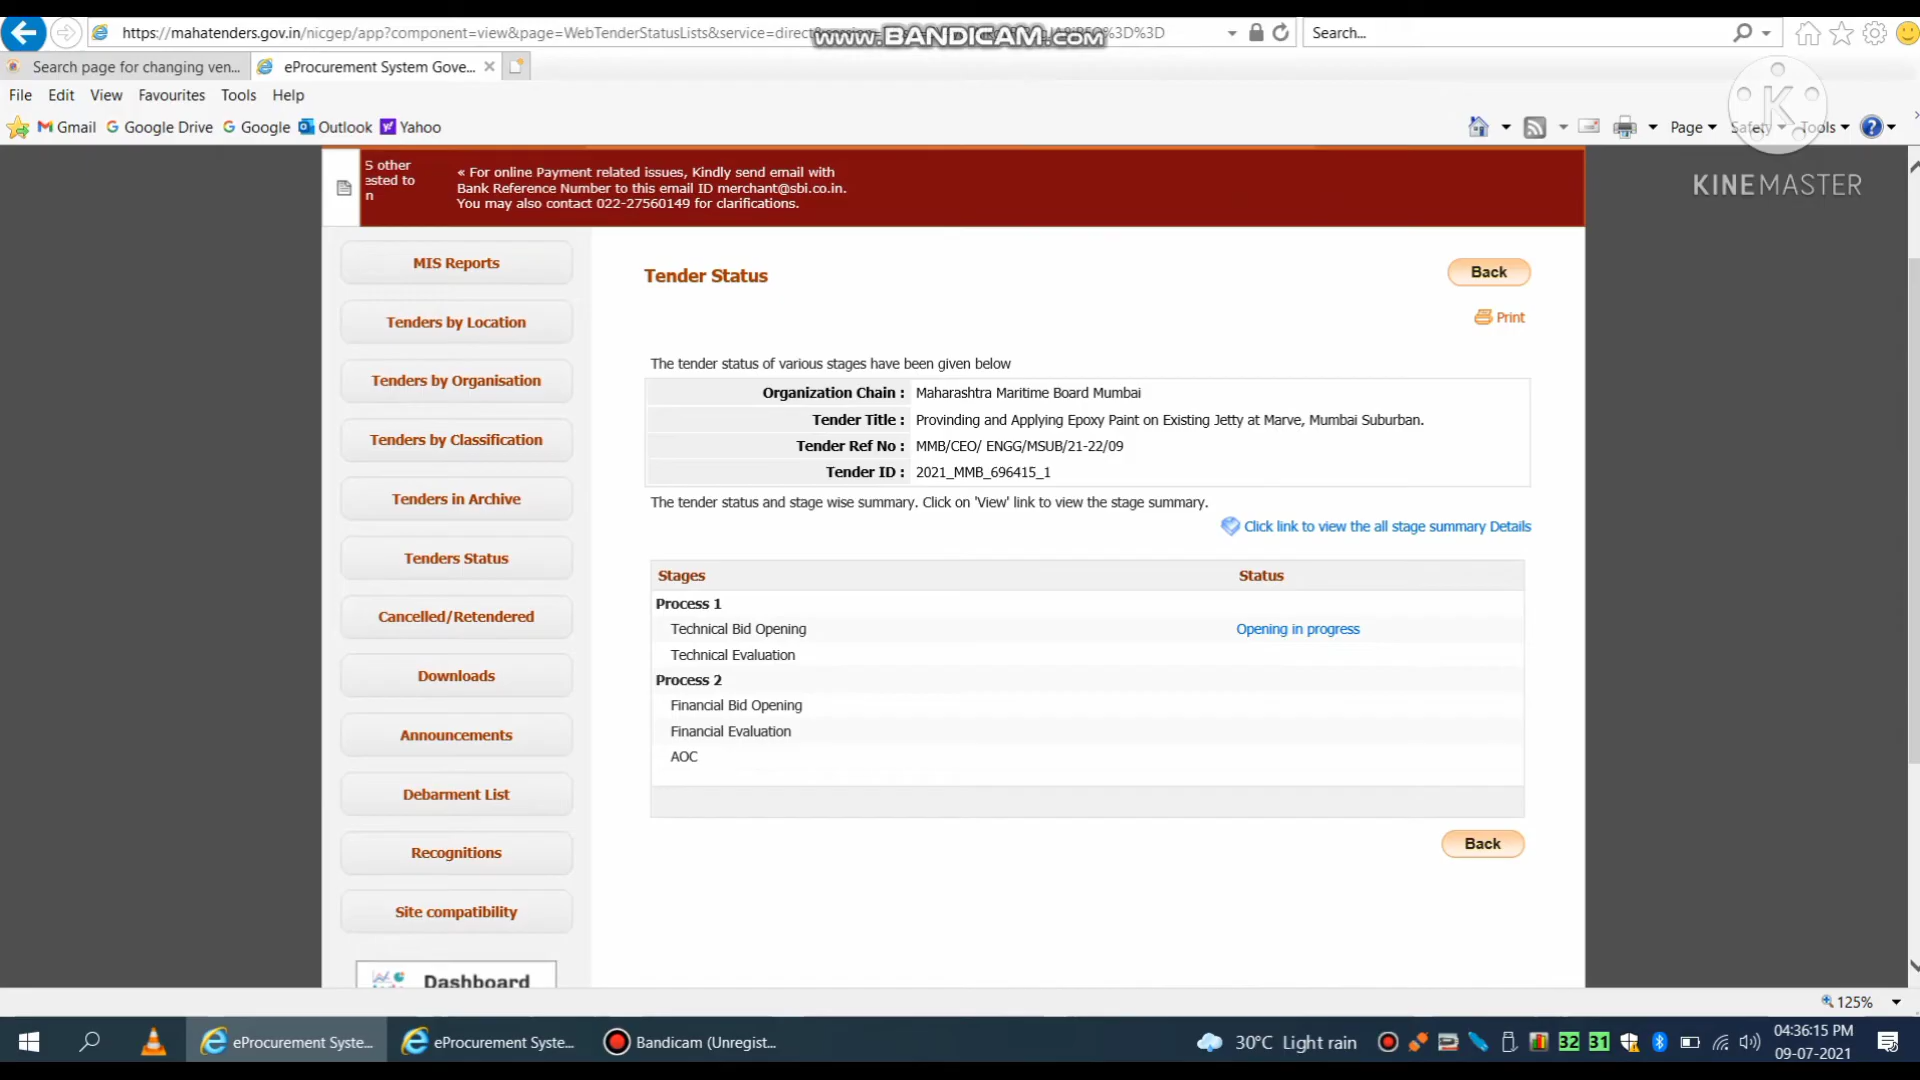 https://mahatenders.gov.in/nicgep/app?component=view&page=WebTenderStatusLists&service=direct
www.BANDICAM.com
%3D%3D
Search...
Search page for changing ven...
eProcurement System Gove...
File Edit View Favourites Tools Help
Gmail Google Drive Google Outlook Yahoo
Page Safety Tools
KINEMASTER
S other
ested to
n
« For online Payment related issues, Kindly send email with
Bank Reference Number to this email ID merchant@sbi.co.in.
You may also contact 022-27560149 for clarifications.
MIS Reports
Tenders by Location
Tenders by Organisation
Tenders by Classification
Tenders in Archive
Tenders Status
Cancelled/Retendered
Downloads
Announcements
Debarment List
Recognitions
Site compatibility
Dashboard
Tender Status
Back
Print
The tender status of various stages have been given below
Organization Chain : Maharashtra Maritime Board Mumbai
Tender Title : Provinding and Applying Epoxy Paint on Existing Jetty at Marve, Mumbai Suburban.
Tender Ref No : MMB/CEO/ ENGG/MSUB/21-22/09
Tender ID : 2021_MMB_696415_1
The tender status and stage wise summary. Click on 'View' link to view the stage summary.
Click link to view the all stage summary Details
Stages Status
Process 1
Technical Bid Opening Opening in progress
Technical Evaluation
Process 2
Financial Bid Opening
Financial Evaluation
AOC
Back
125%
eProcurement Syste...
eProcurement Syste...
Bandicam (Unregist...
30°C Light rain
32 31
04:36:15 PM
09-07-2021